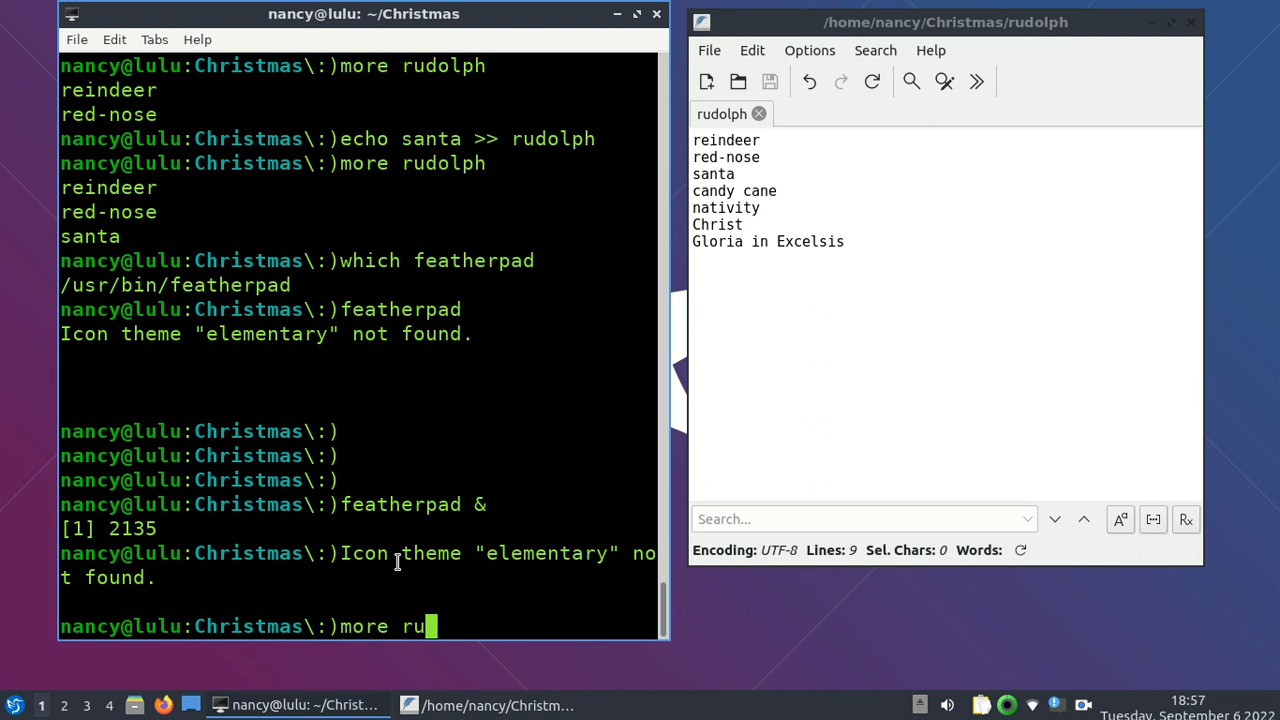 nancy@lulu: ~/Christmas
File Edit Tabs Help
nancy@lulu:Christmas\:)more rudolph
reindeer
red-nose
nancy@lulu:Christmas\:)echo santa >> rudolph
nancy@lulu:Christmas\:)more rudolph
reindeer
red-nose
santa
nancy@lulu:Christmas\:)which featherpad
/usr/bin/featherpad
nancy@lulu:Christmas\:)featherpad
Icon theme "elementary" not found.
nancy@lulu:Christmas\:)
nancy@lulu:Christmas\:)
nancy@lulu:Christmas\:)
nancy@lulu:Christmas\:)featherpad &
[1] 2135
nancy@lulu:Christmas\:)Icon theme "elementary" no
t found.
nancy@lulu:Christmas\:)more ru
/home/nancy/Christmas/rudolph
File Edit Options Search Help
rudolph
reindeer
red-nose
santa
candy cane
nativity
Christ
Gloria in Excelsis
Search...
Encoding: UTF-8 Lines: 9 Sel. Chars: 0 Words:
1 2 3 4 nancy@lulu: ~/Christ... /home/nancy/Christm...
18:57
Tuesday, September 6 2022